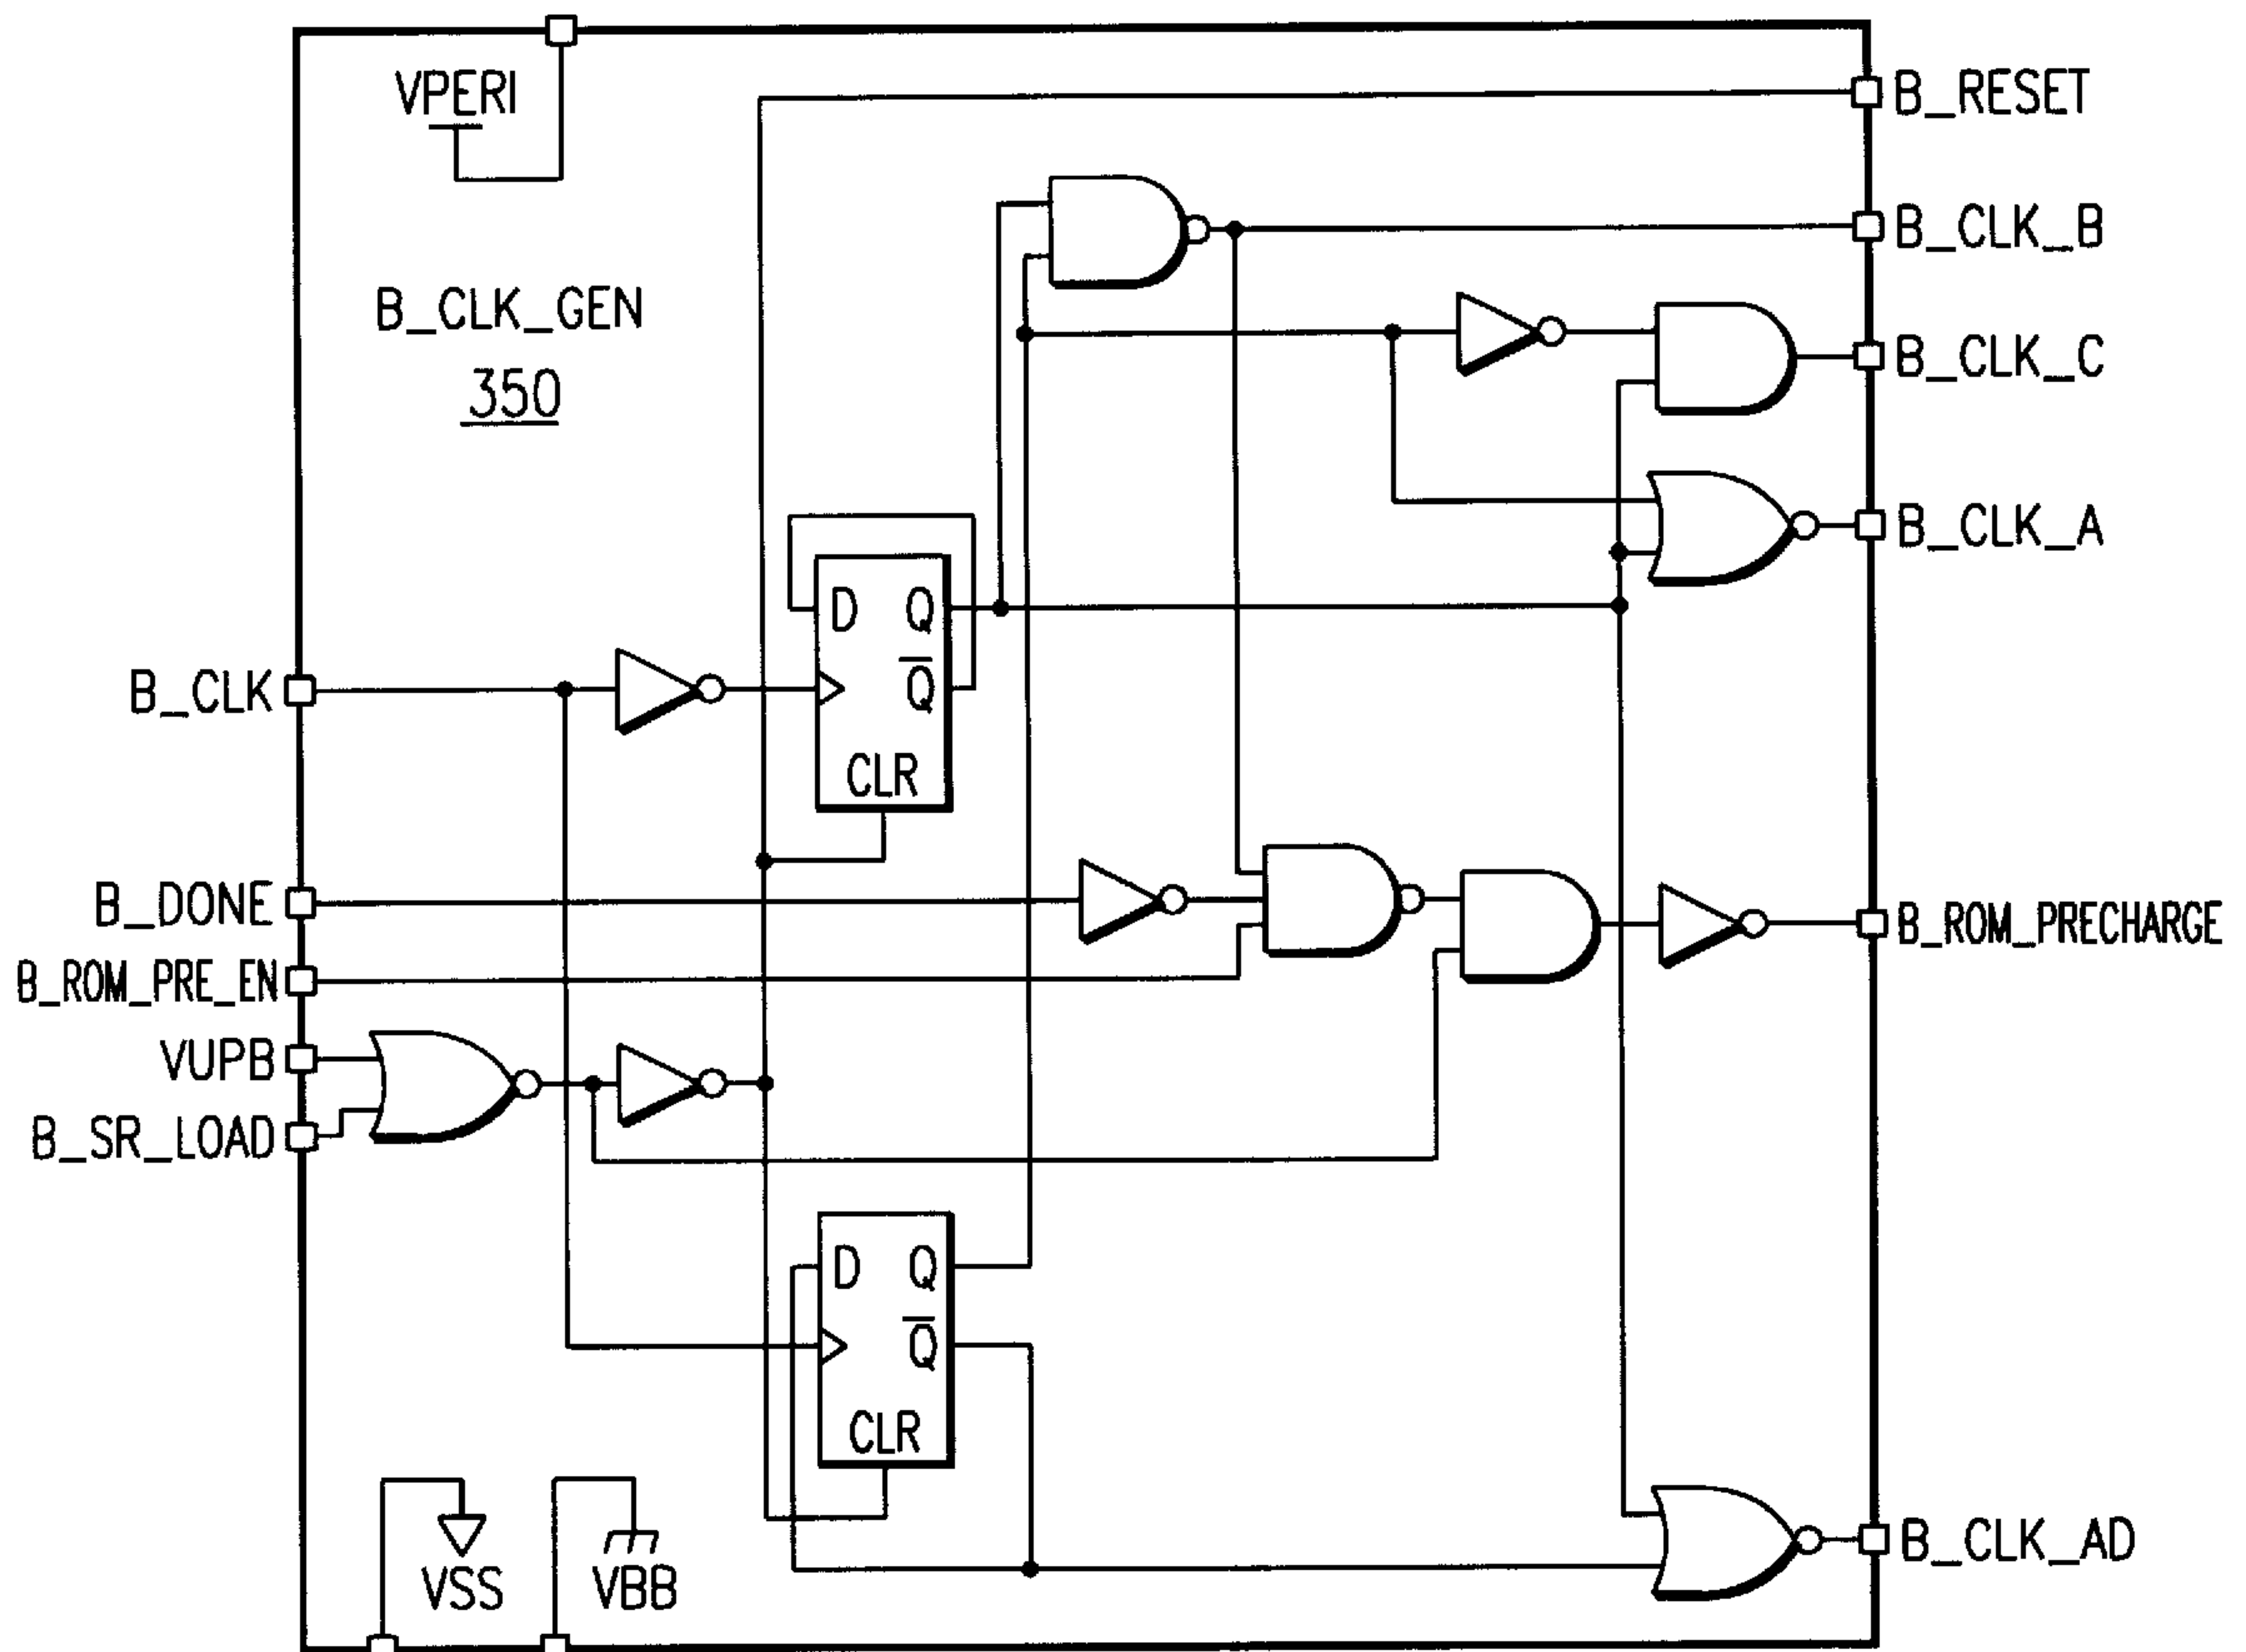 VPERI
B_RESET
B_CLK_B
B_CLK_GEN
350
B_CLK_C
B_CLK_A
D Q
Q
CLR
B_CLK
B_DONE
B_ROM_PRECHARGE
B_ROM_PRE_EN
VUPB
B_SR_LOAD
D Q
Q
CLR
B_CLK_AD
VSS
VBB